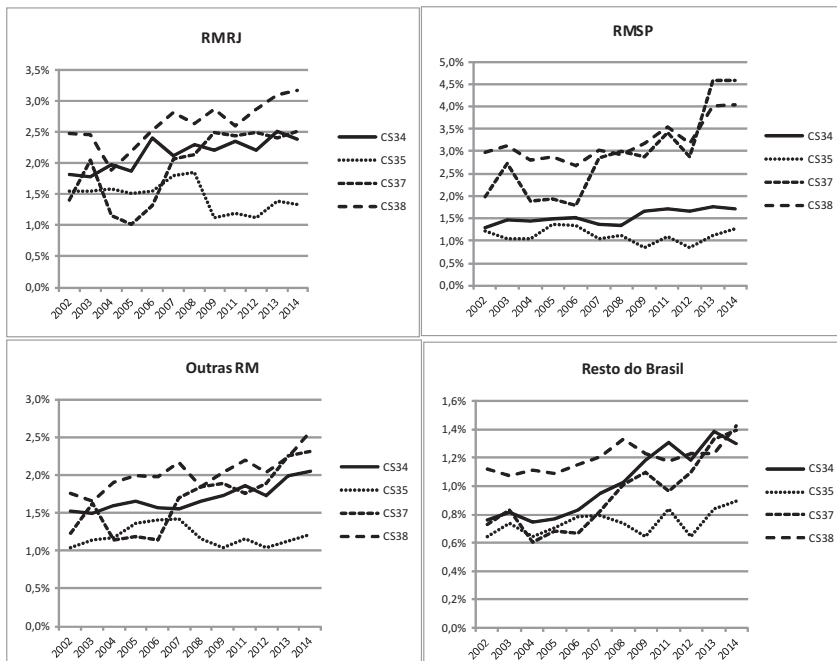 RMRJ
3,5%
3,0%
2,5%
2,0%
1,5%
1,0%
0,5%
0,0%
2002 2003 2004 2005 2006 2007 2008 2009 2011 2012 2013 2014
CS34
CS35
CS37
CS38
RMSP
5,0%
4,5%
4,0%
3,5%
3,0%
2,5%
2,0%
1,5%
1,0%
0,5%
0,0%
2002 2003 2004 2005 2006 2007 2008 2009 2011 2012 2013 2014
CS34
CS35
CS37
CS38
Outras RM
3,0%
2,5%
2,0%
1,5%
1,0%
0,5%
0,0%
2002 2003 2004 2005 2006 2007 2008 2009 2011 2012 2013 2014
CS34
CS35
CS37
CS38
Resto do Brasil
1,6%
1,4%
1,2%
1,0%
0,8%
0,6%
0,4%
0,2%
0,0%
2002 2003 2004 2005 2006 2007 2008 2009 2011 2012 2013 2014
CS34
CS35
CS37
CS38